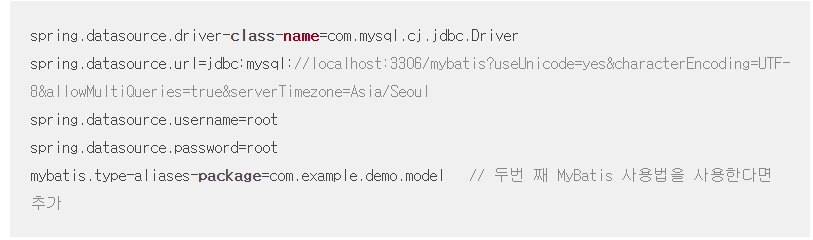 spring.datasource.driver-class-name=com.mysql.cj.jdbc.Driver
spring.datasource.url=jdbc:mysql://localhost:3306/mybatis?useUnicode=yes&characterEncoding=UTF-
8&allowMultiQueries=true&serverTimezone=Asia/Seoul
spring.datasource.username=root
spring.datasource.password=root
mybatis.type-aliases-package=com.example.demo.model // 두번 째 MyBatis 사용법을 사용한다면
추가